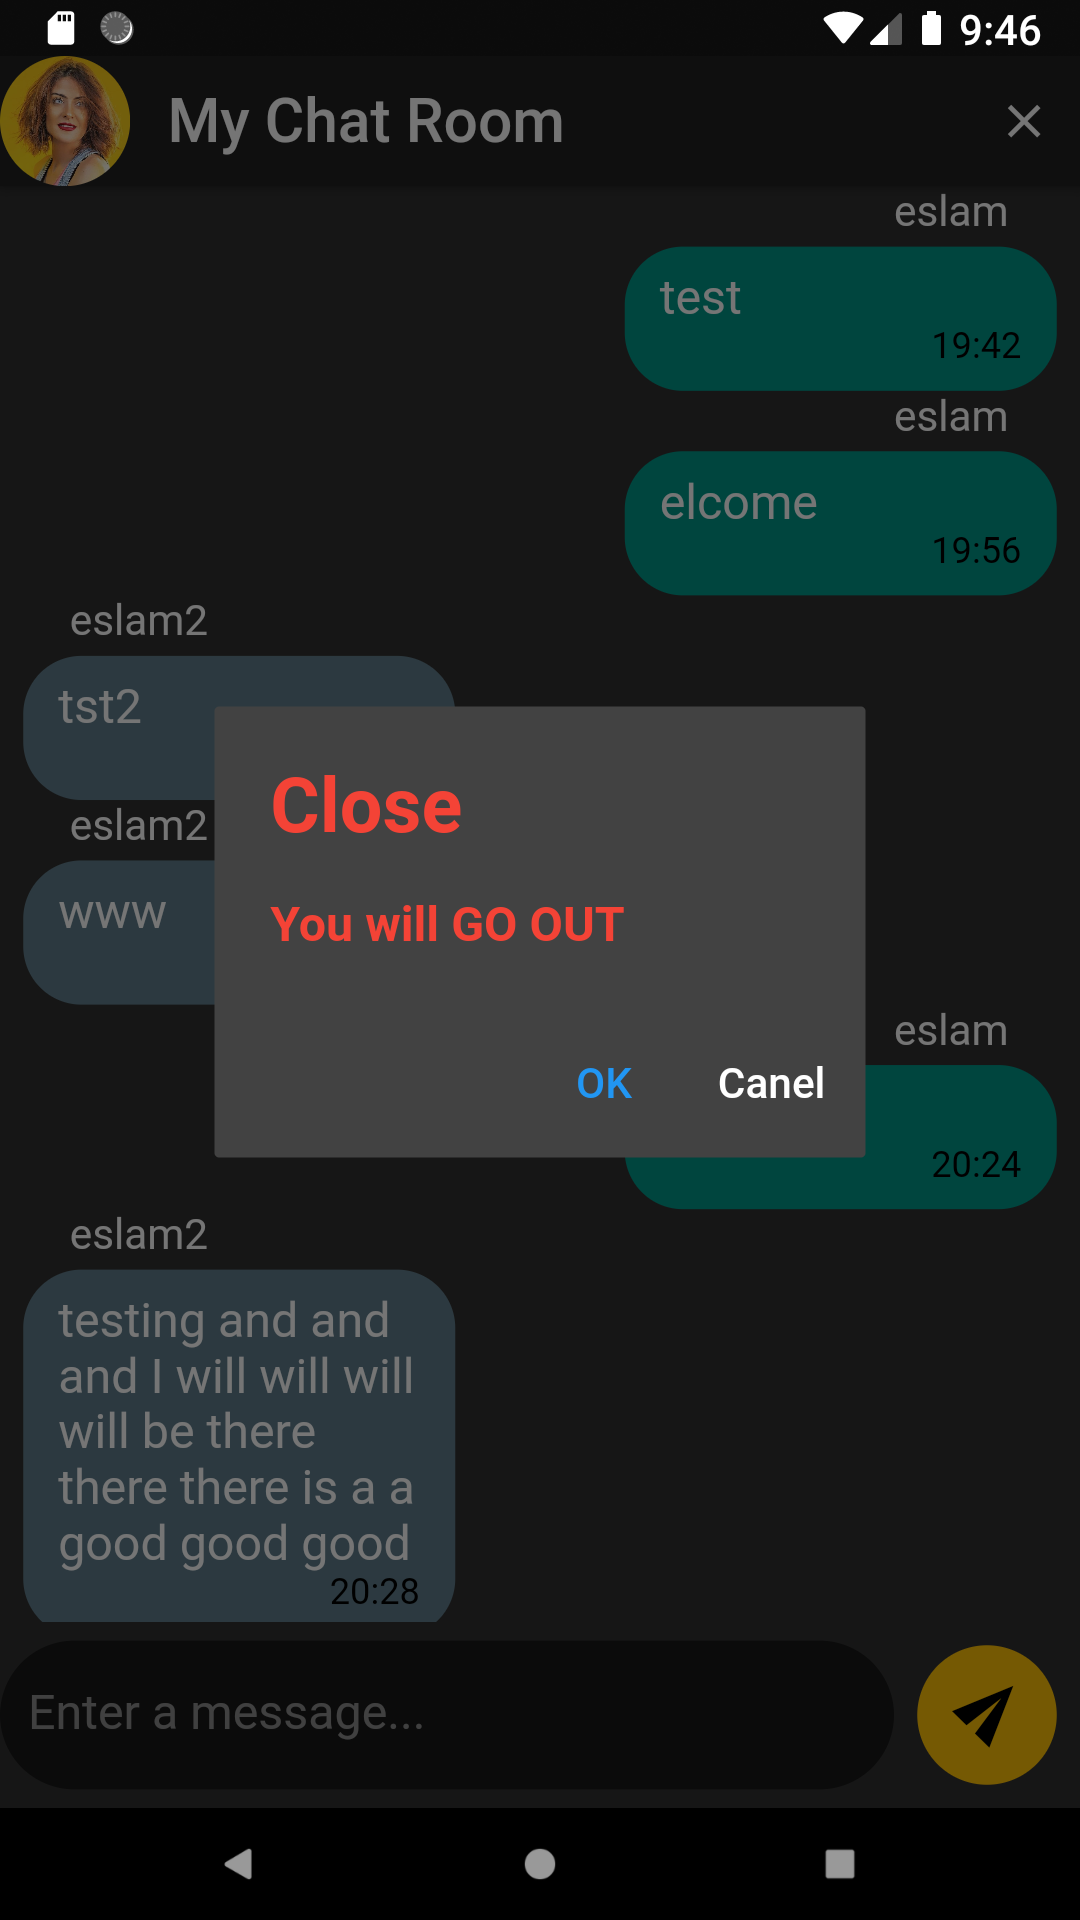 9:46
My Chat Room
eslam
test
19:42
eslam
elcome
19:56
eslam2
tst2
eslam2
www
Close
You will GO OUT
OK Canel
eslam
20:24
eslam2
testing and and
and I will will will
will be there
there there is a a
good good good
20:28
Enter a message...